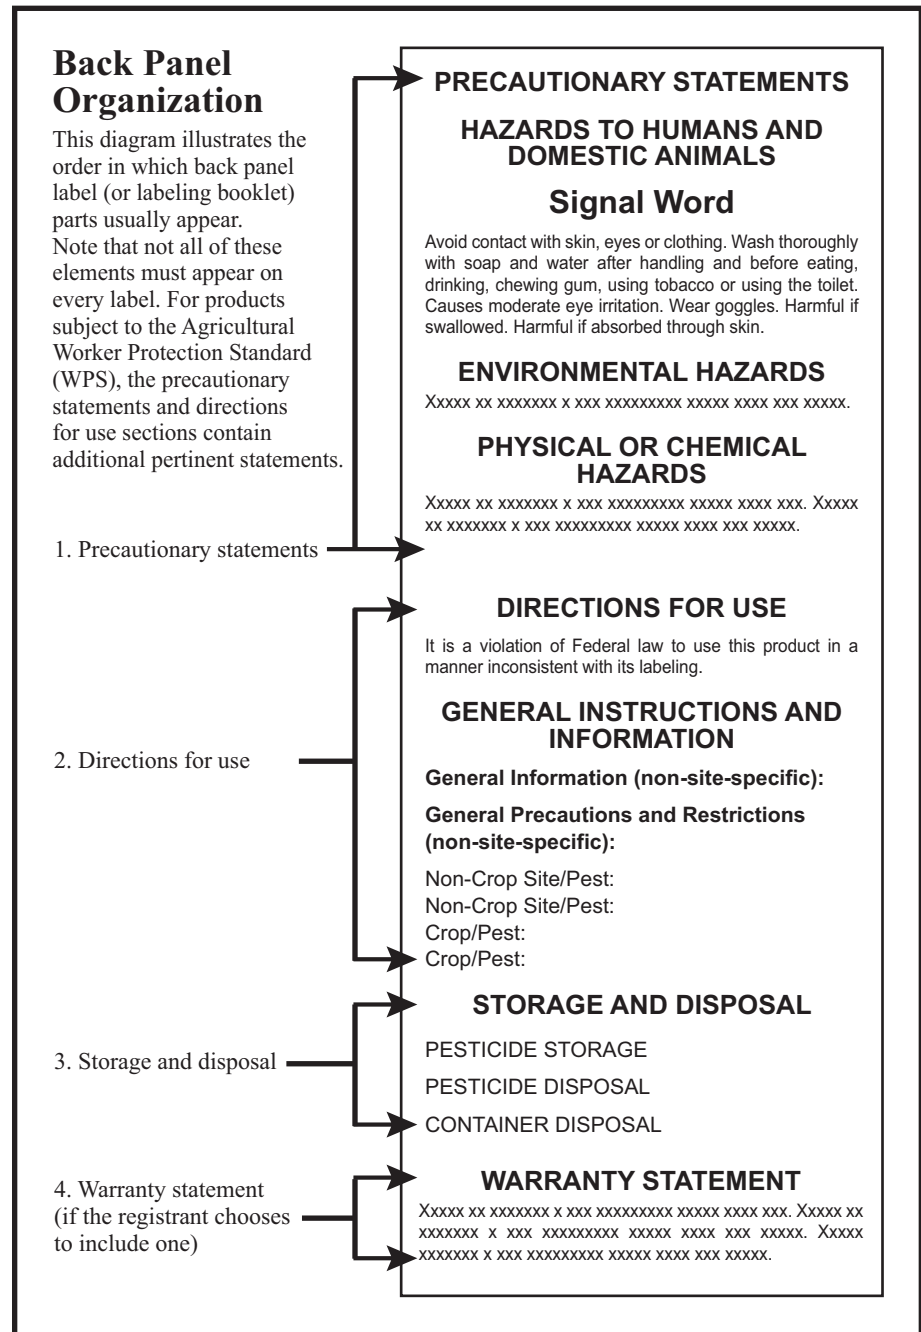 Back Panel
Organization
This diagram illustrates the
order in which back panel
label (or labeling booklet)
parts usually appear.
Note that not all of these
elements must appear on
every label. For products
subject to the Agricultural
Worker Protection Standard
(WPS), the precautionary
statements and directions
for use sections contain
additional pertinent statements.
1. Precautionary statements
2. Directions for use
3. Storage and disposal
4. Warranty statement
(if the registrant chooses
to include one)
PRECAUTIONARY STATEMENTS
HAZARDS TO HUMANS AND
DOMESTIC ANIMALS
Signal Word
Avoid contact with skin, eyes or clothing. Wash thoroughly
with soap and water after handling and before eating,
drinking, chewing gum, using tobacco or using the toilet.
Causes moderate eye irritation. Wear goggles. Harmful if
swallowed. Harmful if absorbed through skin.
ENVIRONMENTAL HAZARDS
Xxxxx xx xxxxxxx x xxx xxxxxxxxx xxxxx xxxx xxx xxxxx.
PHYSICAL OR CHEMICAL
HAZARDS
Xxxxx xx xxxxxxx x xxx xxxxxxxxx xxxxx xxxx xxx. Xxxxx
xx xxxxxxx x xxx xxxxxxxxx xxxxx xxxx xxx xxxxx.
DIRECTIONS FOR USE
It is a violation of Federal law to use this product in a
manner inconsistent with its labeling.
GENERAL INSTRUCTIONS AND
INFORMATION
General Information (non-site-specific):
General Precautions and Restrictions
(non-site-specific):
Non-Crop Site/Pest:
Non-Crop Site/Pest:
Crop/Pest:
Crop/Pest:
STORAGE AND DISPOSAL
PESTICIDE STORAGE
PESTICIDE DISPOSAL
CONTAINER DISPOSAL
WARRANTY STATEMENT
Xxxxx xx xxxxxxx x xxx xxxxxxxxx xxxxx xxxx xxx. Xxxxx xx
xxxxxxx x xxx xxxxxxxxx xxxxx xxxx xxx xxxxx. Xxxxx
xxxxxxx x xxx xxxxxxxxx xxxxx xxxx xxx xxxxx.